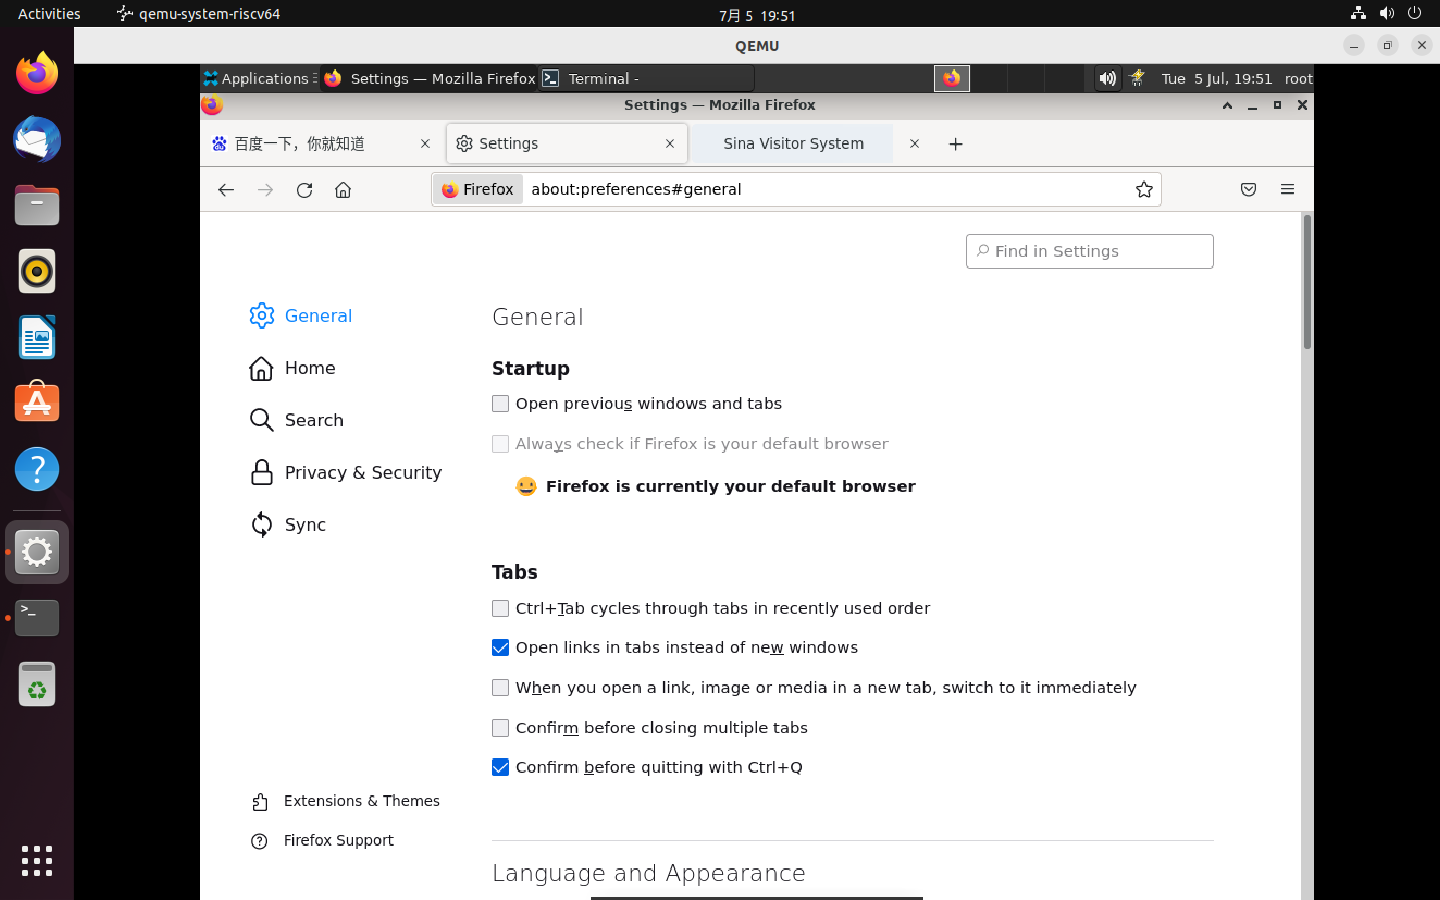 Activities
qemu-system-riscv64
7月 5 19:51
QEMU
Applications
Settings — Mozilla Firefox
Terminal -
Tue 5 Jul, 19:51
root
Settings — Mozilla Firefox
百度一下，你就知道
Settings
Sina Visitor System
Firefox
about:preferences#general
Find in Settings
General
Home
Search
Privacy & Security
Sync
Extensions & Themes
Firefox Support
General
Startup
Open previous windows and tabs
Always check if Firefox is your default browser
Firefox is currently your default browser
Tabs
Ctrl+Tab cycles through tabs in recently used order
Open links in tabs instead of new windows
When you open a link, image or media in a new tab, switch to it immediately
Confirm before closing multiple tabs
Confirm before quitting with Ctrl+Q
Language and Appearance